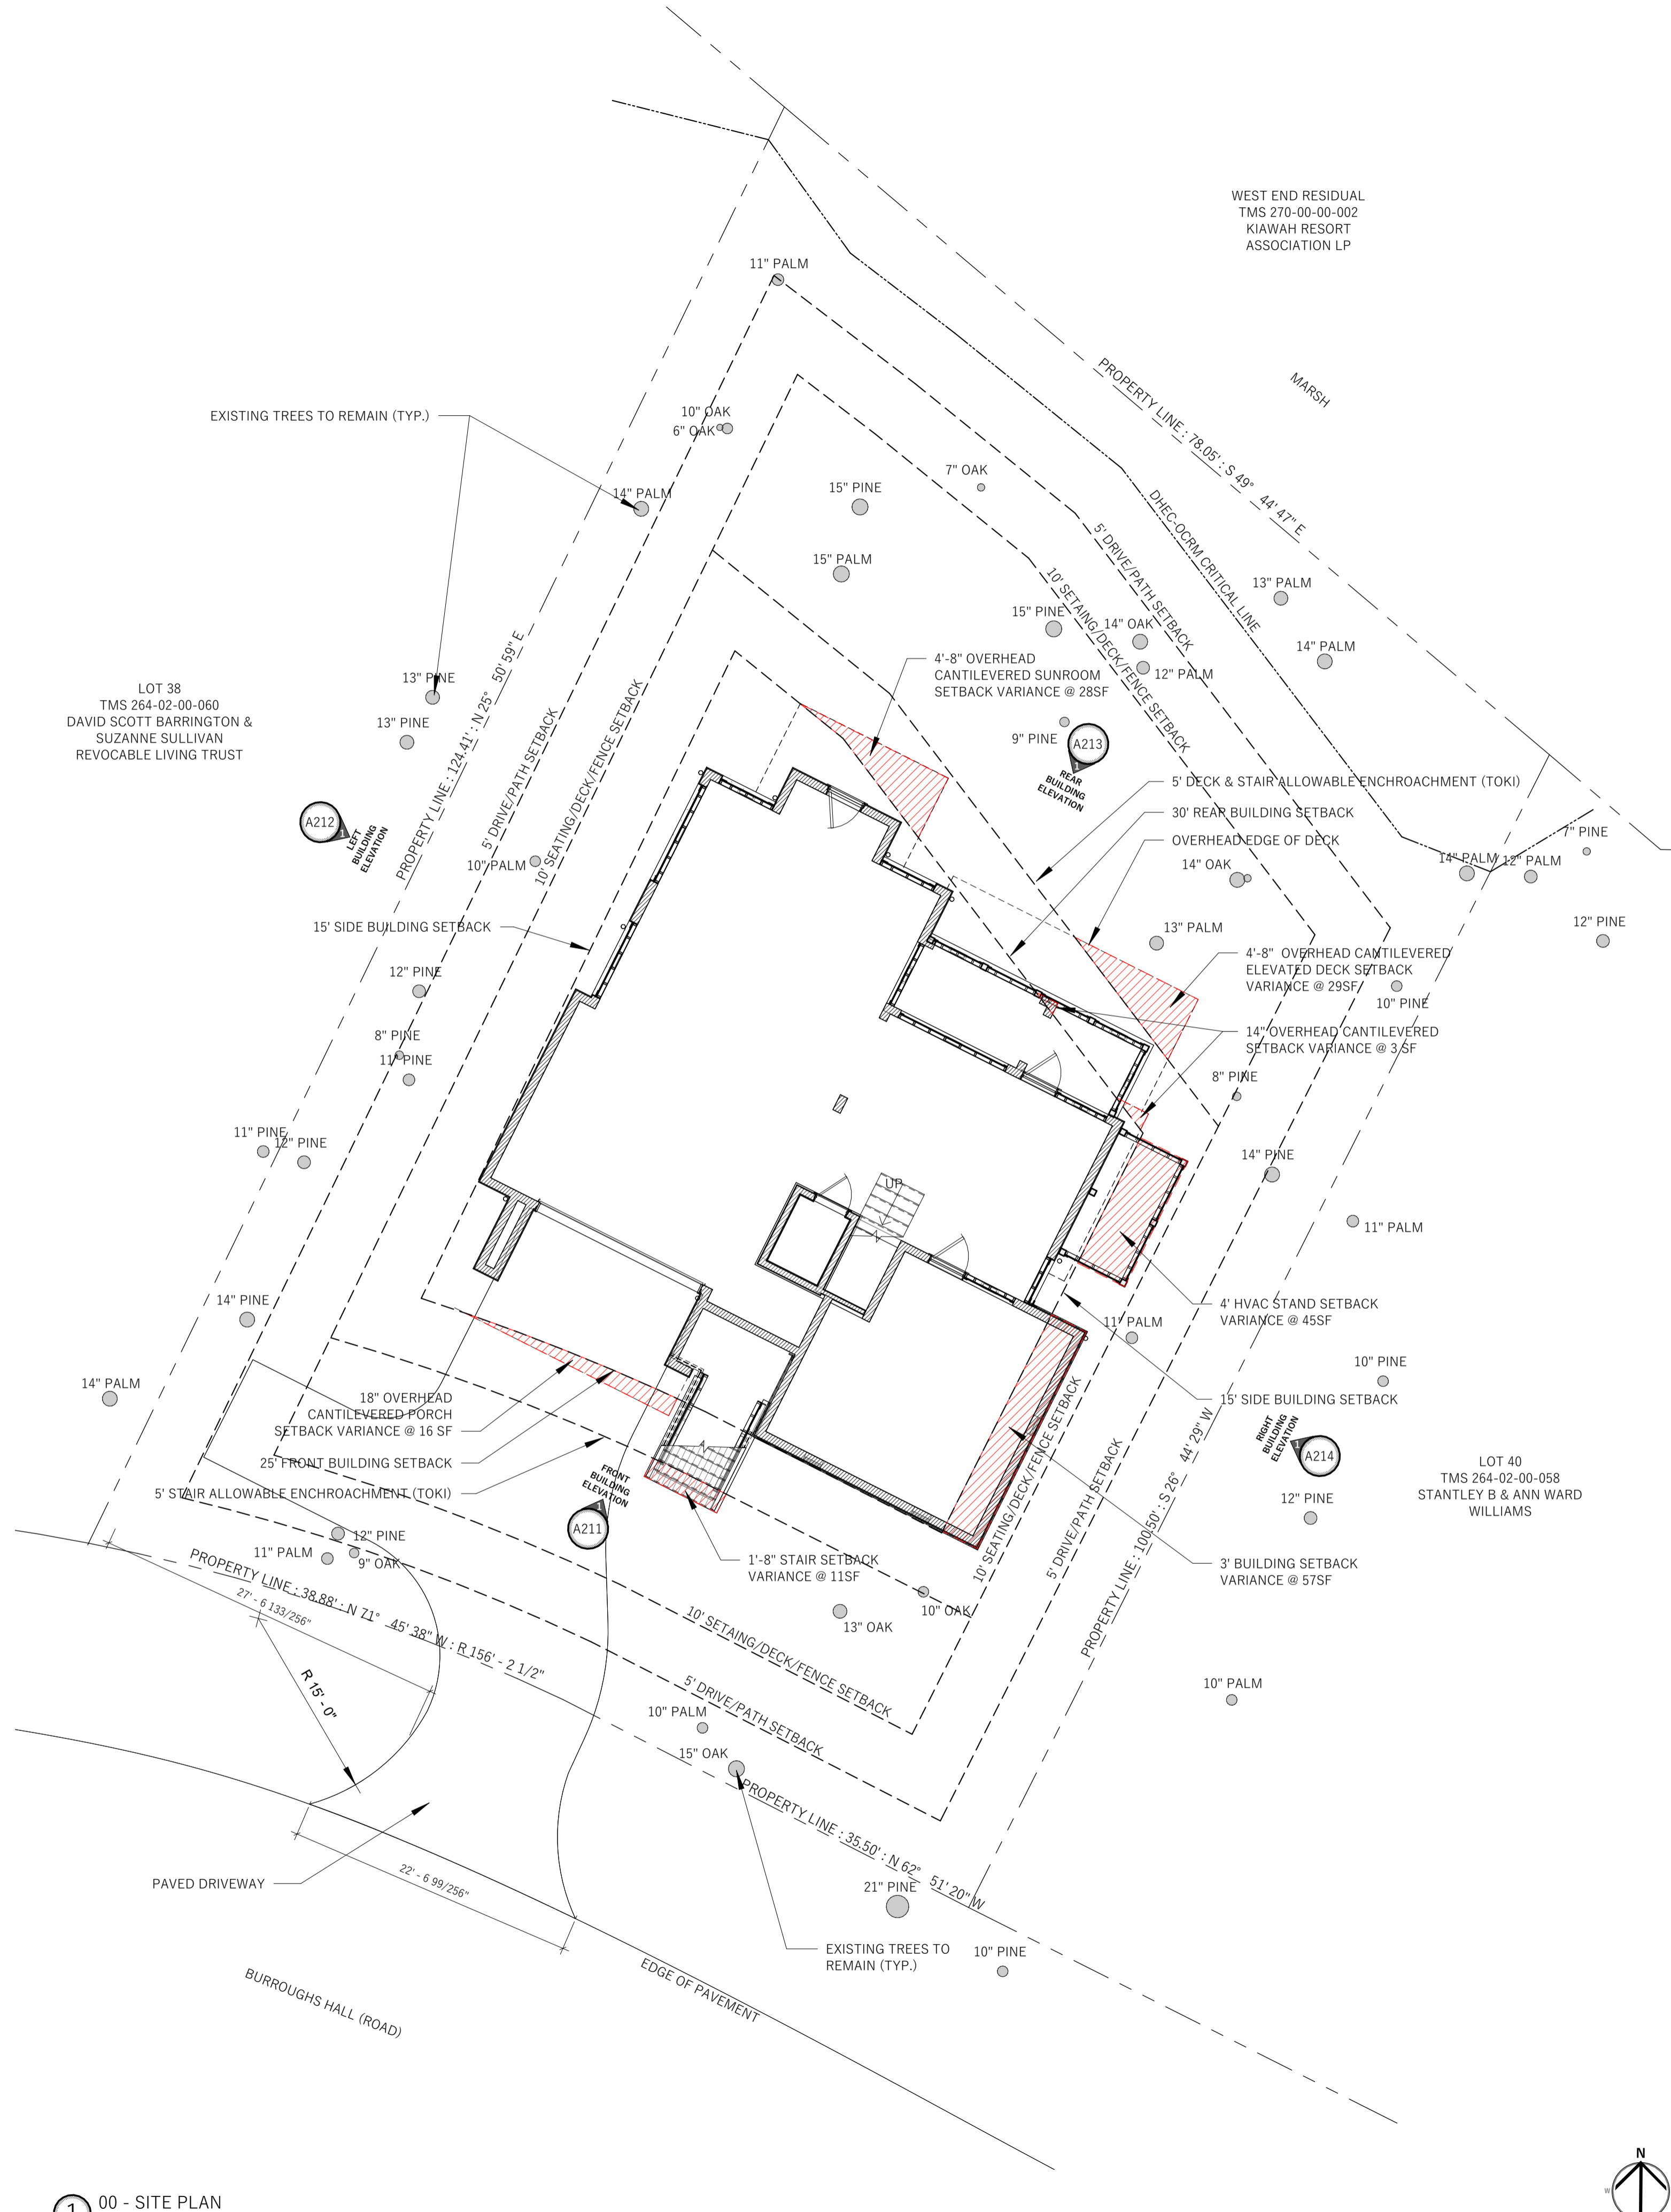 WEST END RESIDUAL
TMS 270-00-00-002
KIAWAH RESORT
ASSOCIATION LP
11" PALM
PROPERTY LINE : 78.05' : S 49° 44' 47" E
MARSH
EXISTING TREES TO REMAIN (TYP.)
10" OAK
6" OAK
7" OAK
14" PALM
15" PINE
DHEC-OCRM CRITICAL LINE
5' DRIVE/PATH SETBACK
15" PALM
10' SETAING/DECK/FENCE SETBACK
13" PALM
15" PINE
14" OAK
14" PALM
12" PALM
4'-8" OVERHEAD
CANTILEVERED SUNROOM
SETBACK VARIANCE @ 28SF
LOT 38
TMS 264-02-00-060
DAVID SCOTT BARRINGTON &
SUZANNE SULLIVAN
REVOCABLE LIVING TRUST
13" PINE
13" PINE
PROPERTY LINE : 124.41' : N 25° 50' 59" E
5' DRIVE/PATH SETBACK
10' SEATING/DECK/FENCE SETBACK
9" PINE
A213
1
REAR
BUILDING
ELEVATION
5' DECK & STAIR ALLOWABLE ENCHROACHMENT (TOKI)
30' REAR BUILDING SETBACK
OVERHEAD EDGE OF DECK
A212
1
LEFT
BUILDING
ELEVATION
10" PALM
14" OAK
7" PINE
14" PALM
12" PALM
12" PINE
15' SIDE BUILDING SETBACK
13" PALM
4'-8" OVERHEAD CANTILEVERED
ELEVATED DECK SETBACK
VARIANCE @ 29SF
12" PINE
10" PINE
14" OVERHEAD CANTILEVERED
SETBACK VARIANCE @ 3 SF
8" PINE
11" PINE
8" PINE
11" PINE
12" PINE
14" PINE
UP
11" PALM
14" PINE
4' HVAC STAND SETBACK
VARIANCE @ 45SF
11" PALM
10" PINE
14" PALM
18" OVERHEAD
CANTILEVERED PORCH
SETBACK VARIANCE @ 16 SF
15' SIDE BUILDING SETBACK
25' FRONT BUILDING SETBACK
5' STAIR ALLOWABLE ENCHROACHMENT (TOKI)
FRONT
BUILDING
ELEVATION
1
A211
RIGHT
BUILDING
ELEVATION
1
A214
LOT 40
TMS 264-02-00-058
STANTLEY B & ANN WARD
WILLIAMS
12" PINE
10' SEATING/DECK/FENCE SETBACK
5' DRIVE/PATH SETBACK
PROPERTY LINE : 100.50' : S 26° 44' 29" W
12" PINE
11" PALM
9" OAK
1'-8" STAIR SETBACK
VARIANCE @ 11SF
3' BUILDING SETBACK
VARIANCE @ 57SF
PROPERTY LINE : 38.88' : N 71° 45' 38" W : R 156' - 2 1/2"
27' - 6 133/256"
10" OAK
13" OAK
10' SETAING/DECK/FENCE SETBACK
5' DRIVE/PATH SETBACK
R 15' - 0"
10" PALM
10" PALM
15" OAK
PROPERTY LINE : 35.50' : N 62° 51' 20" W
PAVED DRIVEWAY
22' - 6 99/256"
21" PINE
EXISTING TREES TO
REMAIN (TYP.)
10" PINE
EDGE OF PAVEMENT
BURROUGHS HALL (ROAD)
N
W
1
00 - SITE PLAN